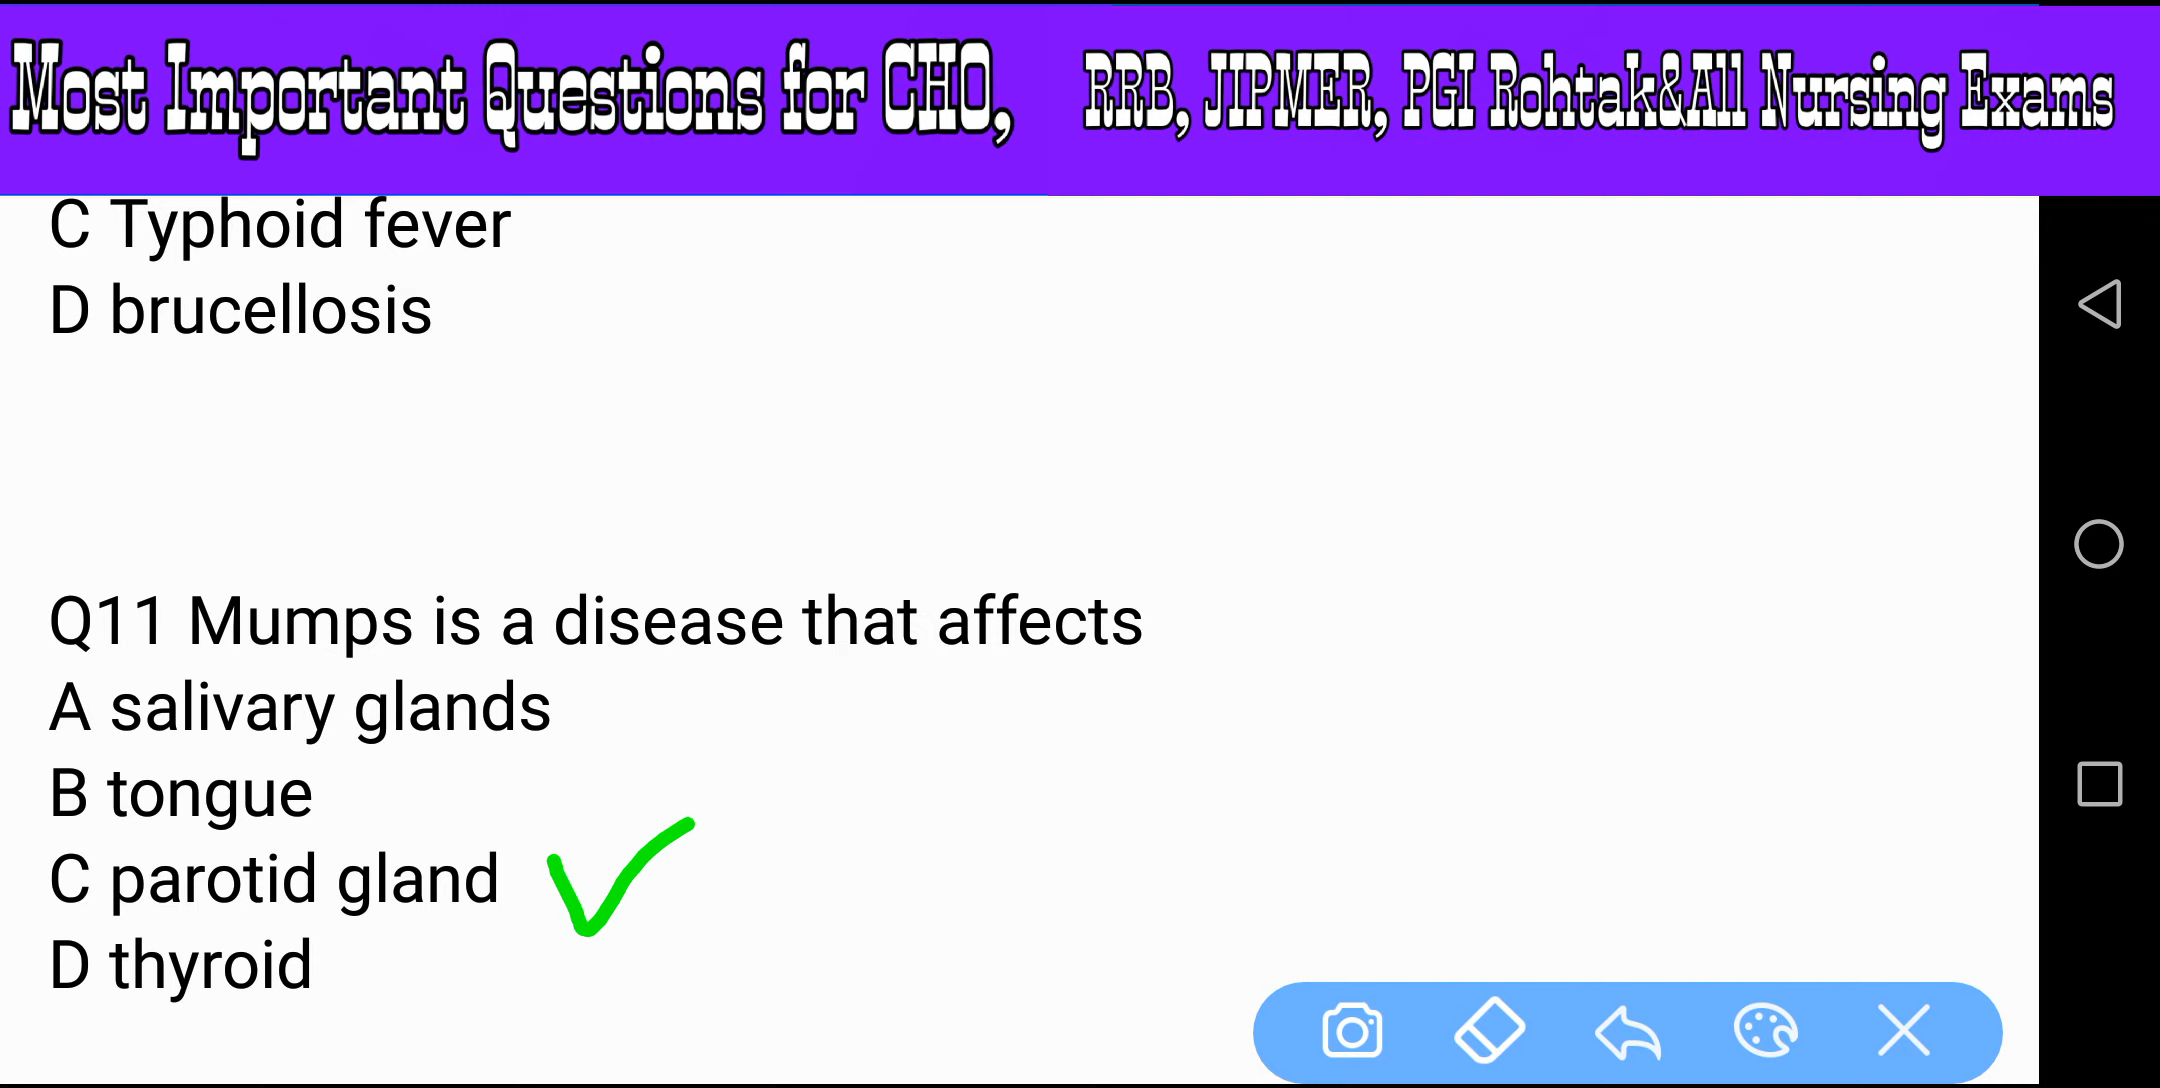 Most Important Questions for CHO, RRB, JIPMER, PGI Rohtak&All Nursing Exams
C Typhoid fever
D brucellosis
Q11 Mumps is a disease that affects
A salivary glands
B tongue
C parotid gland
D thyroid